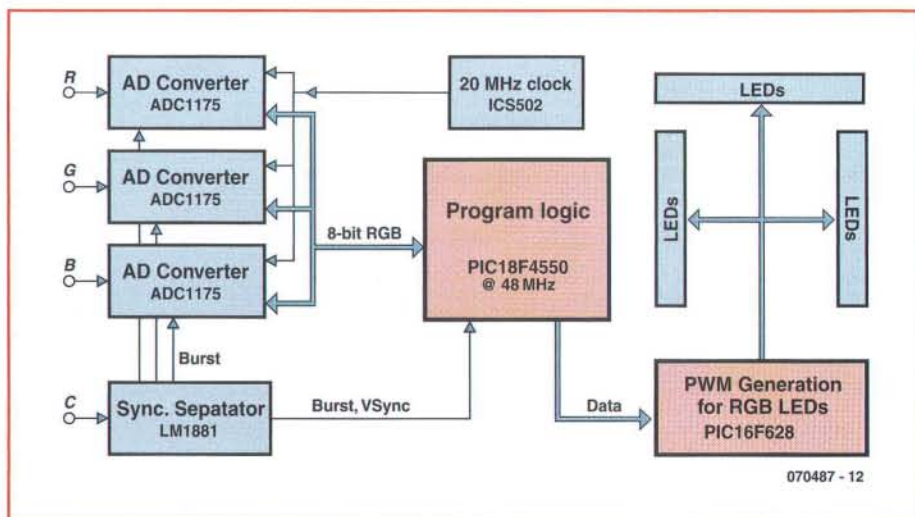 R
AD Converter
ADC1175
20 MHz clock
ICS502
LEDs
G
AD Converter
ADC1175
Program logic
PIC18F4550
@ 48 MHz
LEDs
LEDs
8-bit RGB
B
AD Converter
ADC1175
Burst
C
Sync. Sepatator
LM1881
Burst, VSync
Data
PWM Generation
for RGB LEDs
PIC16F628
070487 - 12